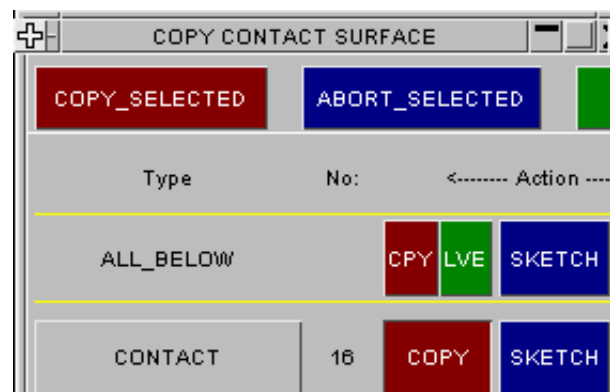 COPY CONTACT SURFACE
COPY_SELECTED ABORT_SELECTED
Type No: <-------- Action ----
ALL_BELOW CPY LVE SKETCH
CONTACT 16 COPY SKETCH